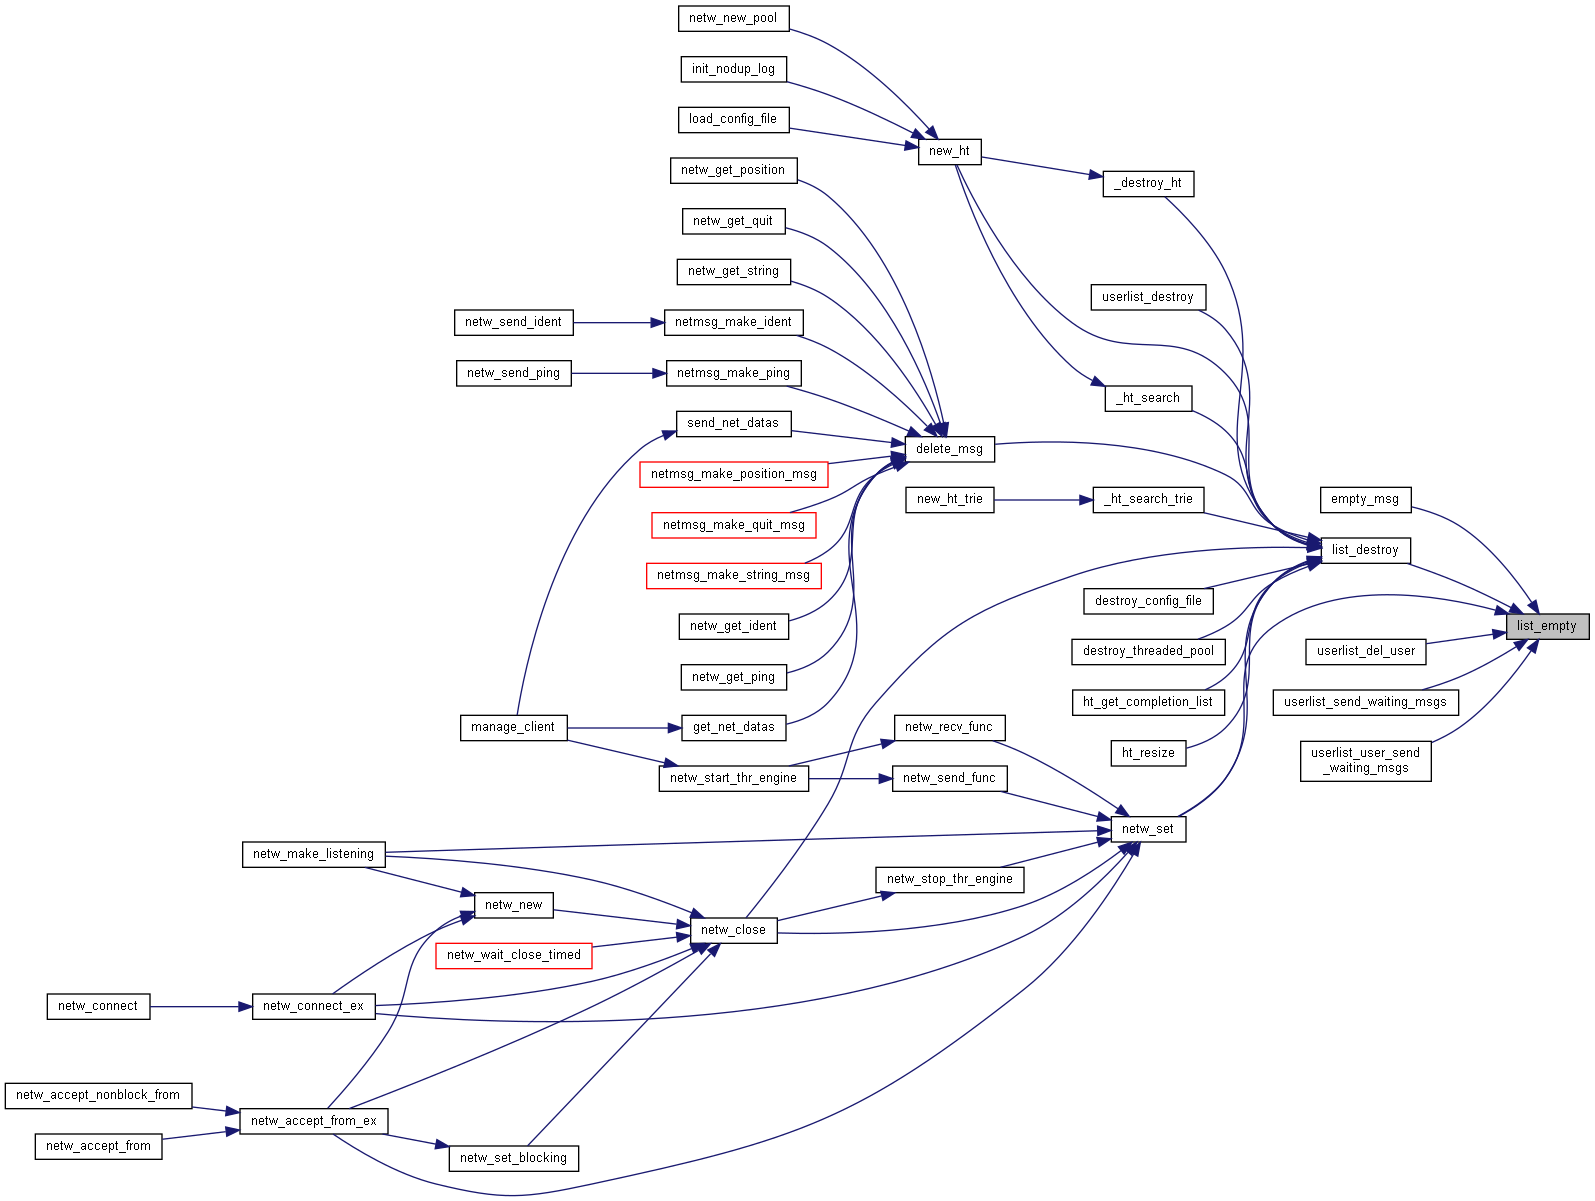 netw_new_pool
init_nodup_log
load_config_file
new_ht
netw_get_position
_destroy_ht
netw_get_quit
netw_get_string
userlist_destroy
netw_send_ident
netmsg_make_ident
netw_send_ping
netmsg_make_ping
_ht_search
send_net_datas
delete_msg
netmsg_make_position_msg
new_ht_trie
_ht_search_trie
empty_msg
netmsg_make_quit_msg
list_destroy
netmsg_make_string_msg
destroy_config_file
netw_get_ident
list_empty
destroy_threaded_pool
userlist_del_user
netw_get_ping
ht_get_completion_list
userlist_send_waiting_msgs
manage_client
get_net_datas
netw_recv_func
ht_resize
userlist_user_send
_waiting_msgs
netw_start_thr_engine
netw_send_func
netw_set
netw_make_listening
netw_stop_thr_engine
netw_new
netw_close
netw_wait_close_timed
netw_connect
netw_connect_ex
netw_accept_nonblock_from
netw_accept_from_ex
netw_accept_from
netw_set_blocking